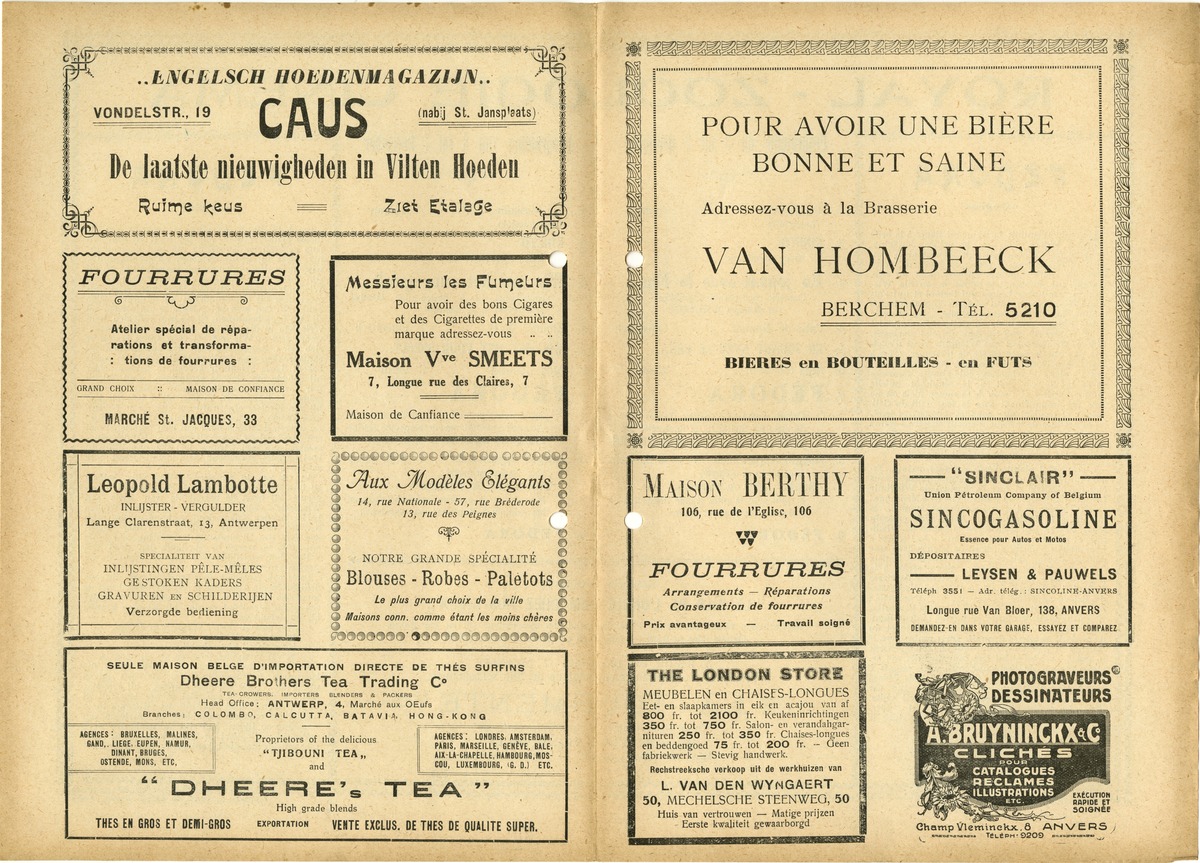 ..ENGELSCH HOEDENMAGAZIJN..
VONDELSTR., 19
CAUS
(nabij St. Jansplaats)
De laatste nieuwigheden in Vilten Hoeden
Ruime keus
Ziet Etalage
FOURRURES
Atelier spécial de répa-
rations et transforma-
: tions de fourrures :
GRAND CHOIX :: MAISON DE CONFIANCE
MARCHÉ St. JACQUES, 33
Messieurs les Fumeurs
Pour avoir des bons Cigares
et des Cigarettes de première
marque adressez-vous .. ..
Maison Vve SMEETS
7, Longue rue des Claires, 7
Maison de Canfiance
Leopold Lambotte
INLIJSTER - VERGULDER
Lange Clarenstraat, 13, Antwerpen
SPECIALITEIT VAN
INLIJSTINGEN PÊLE-MÊLES
GESTOKEN KADERS
GRAVUREN EN SCHILDERIJEN
Verzorgde bediening
Aux Modèles Elégants
14, rue Nationale - 57, rue Bréderode
13, rue des Peignes
NOTRE GRANDE SPÉCIALITÉ
Blouses - Robes - Paletots
Le plus grand choix de la ville
Maisons conn. comme étant les moins chères
SEULE MAISON BELGE D'IMPORTATION DIRECTE DE THÉS SURFINS
Dheere Brothers Tea Trading Co
TEA-GROWERS, IMPORTERS BLENDERS & PACKERS
Head Office: ANTWERP, 4, Marché aux OEufs
Branches: COLOMBO, CALCUTTA, BATAVIA, HONG-KONG
AGENCES : BRUXELLES, MALINES,
GAND,. LIEGE. EUPEN, NAMUR,
DINANT, BRUGES,
OSTENDE, MONS, ETC.
Proprietors of the delicious
"TJIBOUNI TEA,,
and
AGENCES : LONDRES. AMSTERDAM,
PARIS, MARSEILLE, GENÈVE, BALE,
AIX-LA-CHAPELLE, HAMBOURG, MOS-
COU, LUXEMBOURG, (G. D.) ETC.
"DHEERE's TEA"
High grade blends
THES EN GROS ET DEMI-GROS EXPORTATION VENTE EXCLUS. DE THES DE QUALITE SUPER.
POUR AVOIR UNE BIÈRE
BONNE ET SAINE
Adressez-vous à la Brasserie
VAN HOMBEECK
BERCHEM - TÉL. 5210
BIERES en BOUTEILLES - en FUTS
MAISON BERTHY
106, rue de l'Eglise, 106
FOURRURES
Arrangements — Réparations
Conservation de fourrures
Prix avantageux — Travail soigné
"SINCLAIR"
Union Pétroleum Company of Belgium
SINCOGASOLINE
Essence pour Autos et Motos
DÉPOSITAIRES
LEYSEN & PAUWELS
Téléph 3551 — Adr. télég. : SINCOLINE-ANVERS
Longue rue Van Bloer, 138, ANVERS
DEMANDEZ-EN DANS VOTRE GARAGE, ESSAYEZ ET COMPAREZ
THE LONDON STORE
MEUBELEN en CHAISES-LONGUES
Eet- en slaapkamers in eik en acajou van af
800 fr. tot 2100 fr. Keukeninrichtingen
350 fr. tot 750 fr. Salon- en verandahgar-
nituren 250 fr. tot 350 fr. Chaises-longues
en beddengoed 75 fr. tot 200 fr. — Geen
fabriekwerk — Stevig handwerk.
Rechstreeksche verkoop uit de werkhuizen van
L. VAN DEN WYNGAERT
50, MECHELSCHE STEENWEG, 50
Huis van vertrouwen — Matige prijzen
- Eerste kwaliteit gewaarborgd -
PHOTOGRAVEURS
DESSINATEURS
A. BRUYNINCKX & Co
CLICHÉS
POUR
CATALOGUES
RÉCLAMES
ILLUSTRATIONS
ETC.
EXÉCUTION
RAPIDE ET
SOIGNÉE
Champ Vleminckx. 8 ANVERS
TÉLÉPH. 9209